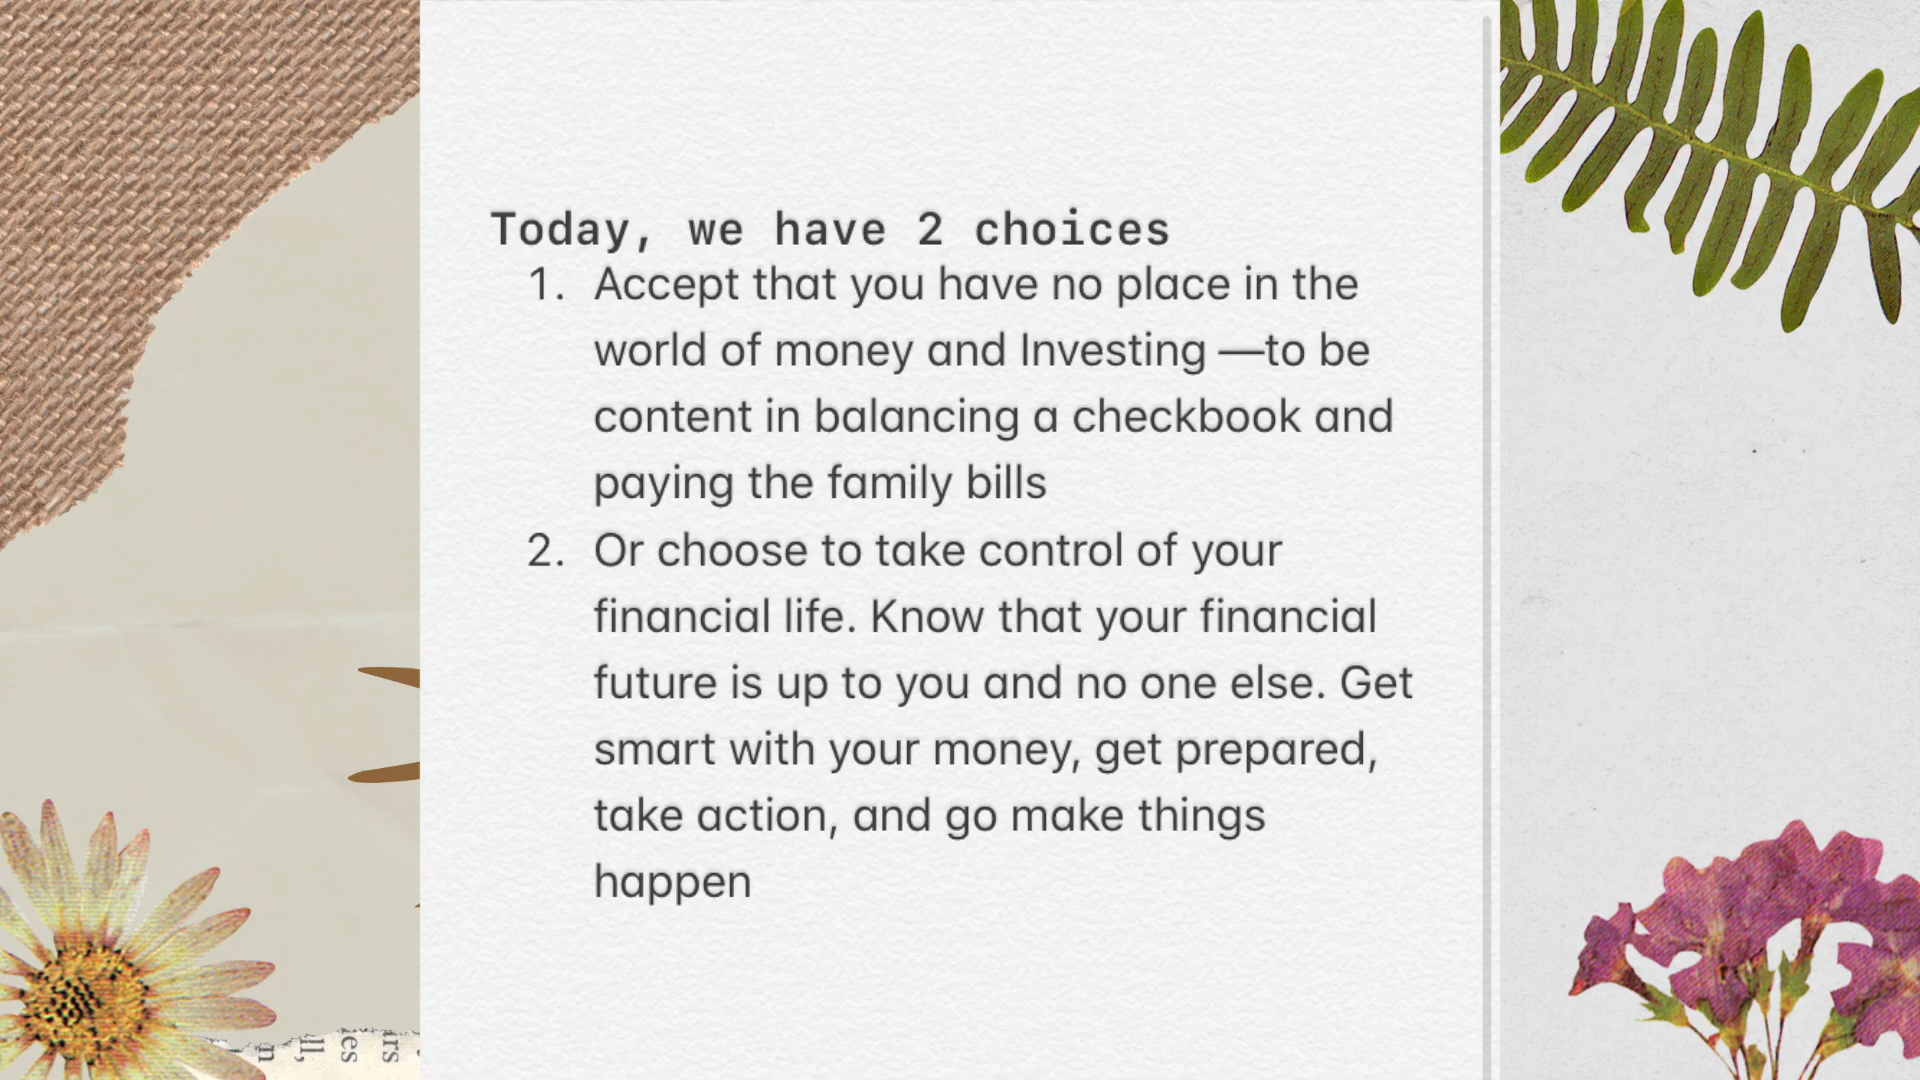 Today, we have 2 choices
1. Accept that you have no place in the
world of money and Investing —to be
content in balancing a checkbook and
paying the family bills
2. Or choose to take control of your
financial life. Know that your financial
future is up to you and no one else. Get
smart with your money, get prepared,
take action, and go make things
happen
n
ll,
ies
ars